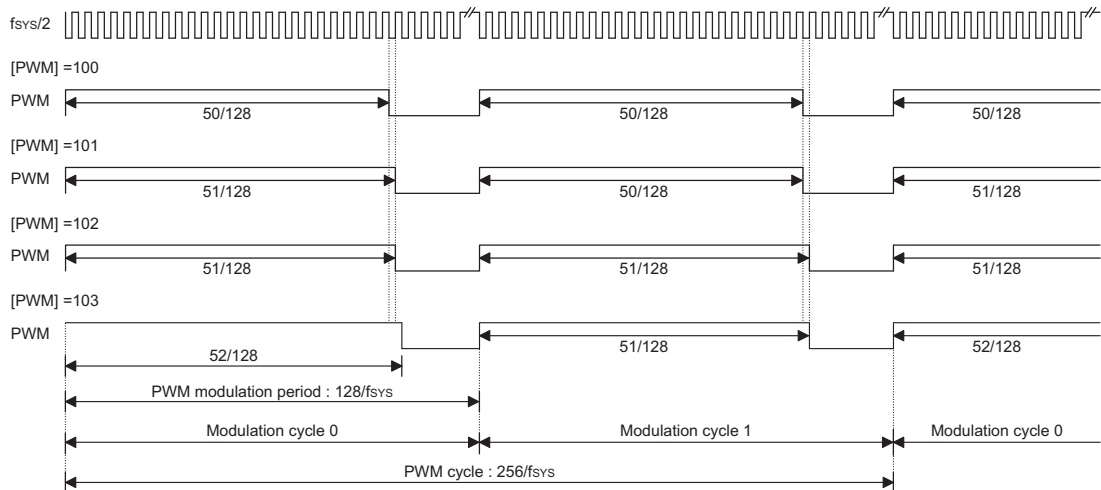 fSYS/2
[PWM] =100
PWM
50/128 50/128 50/128
[PWM] =101
PWM
51/128 50/128 51/128
[PWM] =102
PWM
51/128 51/128 51/128
[PWM] =103
PWM
52/128 51/128 52/128
PWM modulation period : 128/fSYS
Modulation cycle 0 Modulation cycle 1 Modulation cycle 0
PWM cycle : 256/fSYS